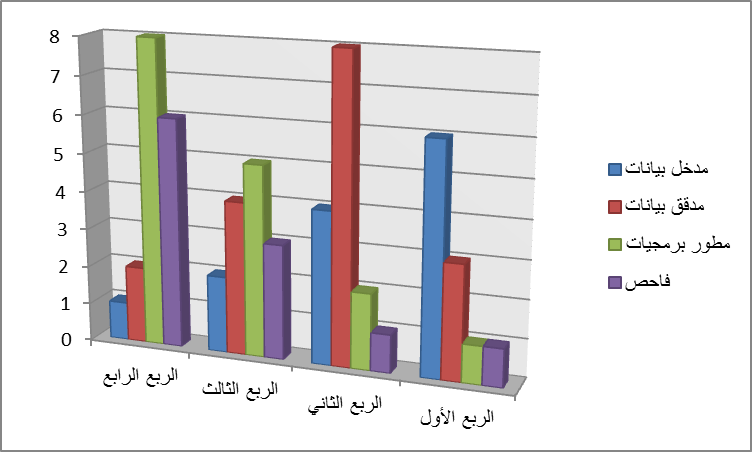 8
7
6
5
4
3
2
1
0
الربع الأول
الربع الثاني
الربع الثالث
الربع الرابع
مدخل بيانات
مدقق بيانات
مطور برمجيات
فاحص